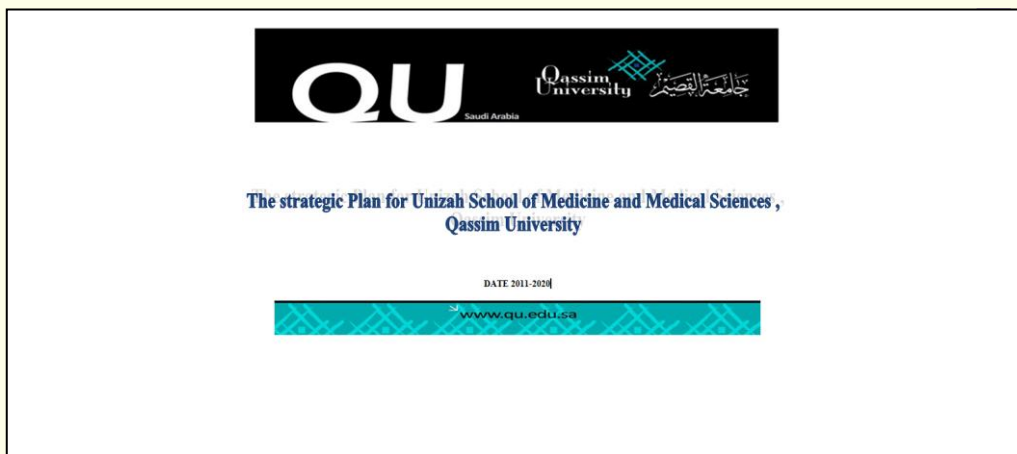 QU
Saudi Arabia
Qassim
University
جامعة القصيم
The strategic Plan for Unizah School of Medicine and Medical Sciences ,
Qassim University
DATE 2011-2020
www.qu.edu.sa